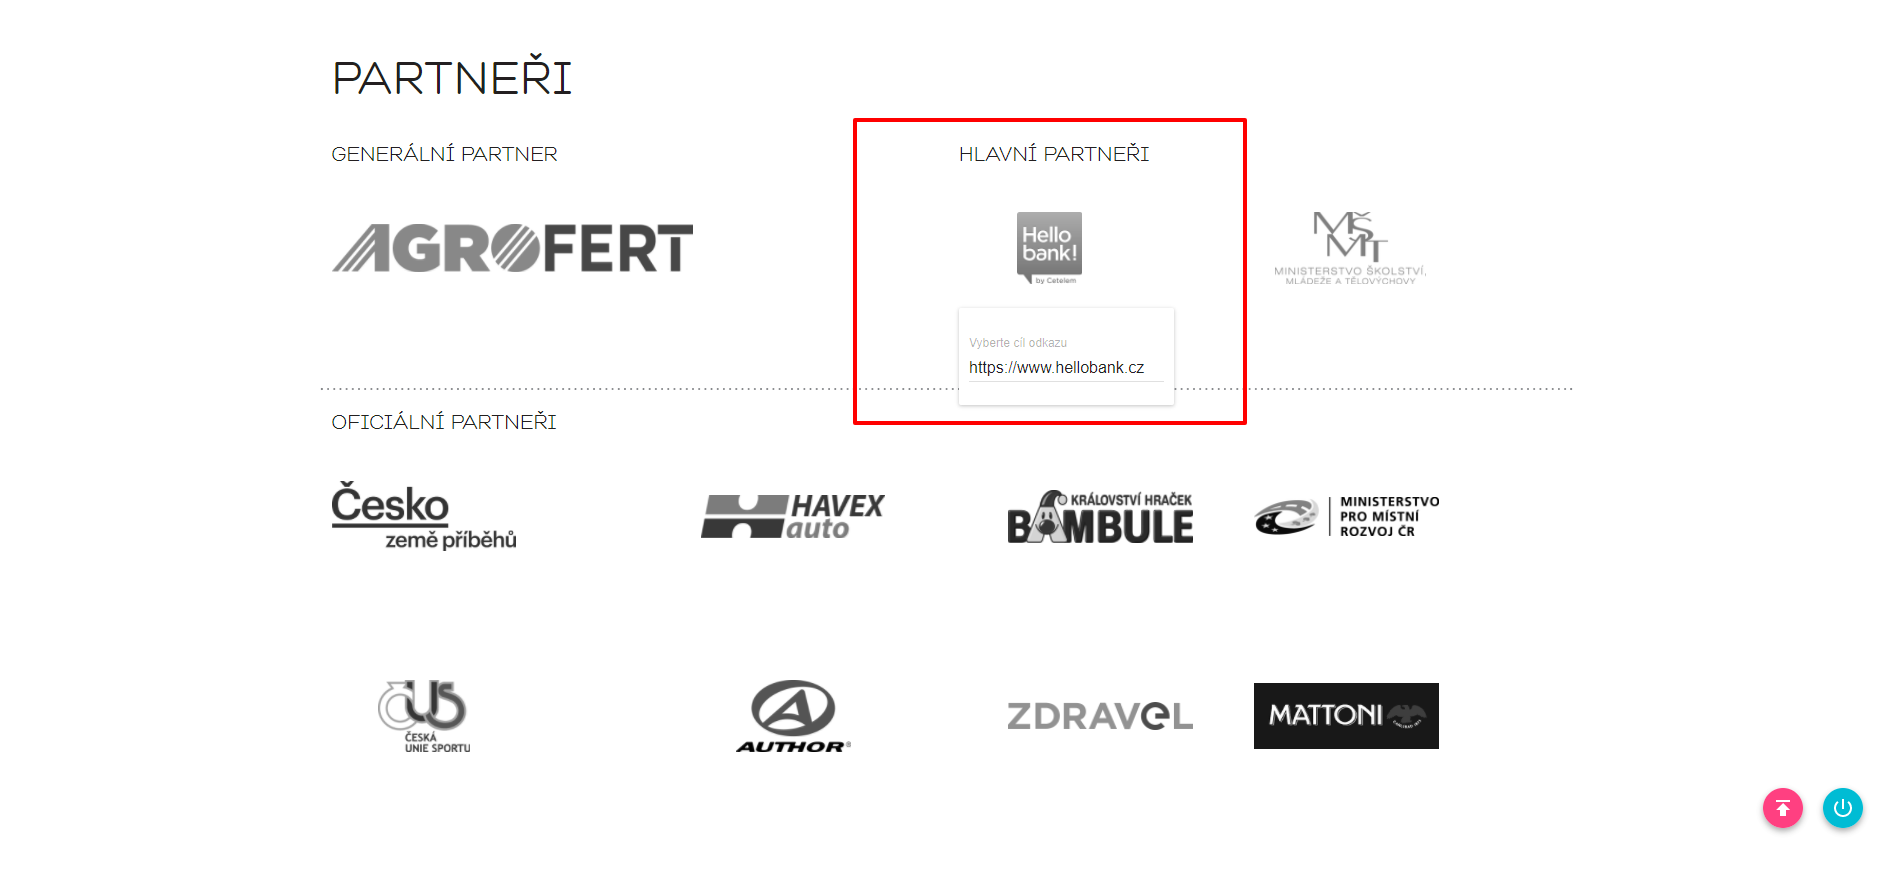 PARTNEŘI
GENERÁLNÍ PARTNER
AGROFERT
HLAVNÍ PARTNEŘI
Hello
bank!
by Cetelem
MŠ
MT
MINISTERSTVO ŠKOLSTVÍ,
MLÁDEŽE A TĚLOVÝCHOVY
Vyberte cíl odkazu
https://www.hellobank.cz
OFICIÁLNÍ PARTNEŘI
Česko
země příběhů
HAVEX
auto
KRÁLOVSTVÍ HRAČEK
BAMBULE
MINISTERSTVO
PRO MÍSTNÍ
ROZVOJ ČR
ČUS
ČESKÁ
UNIE SPORTU
A
AUTHOR®
ZDRAVEL
MATTONI